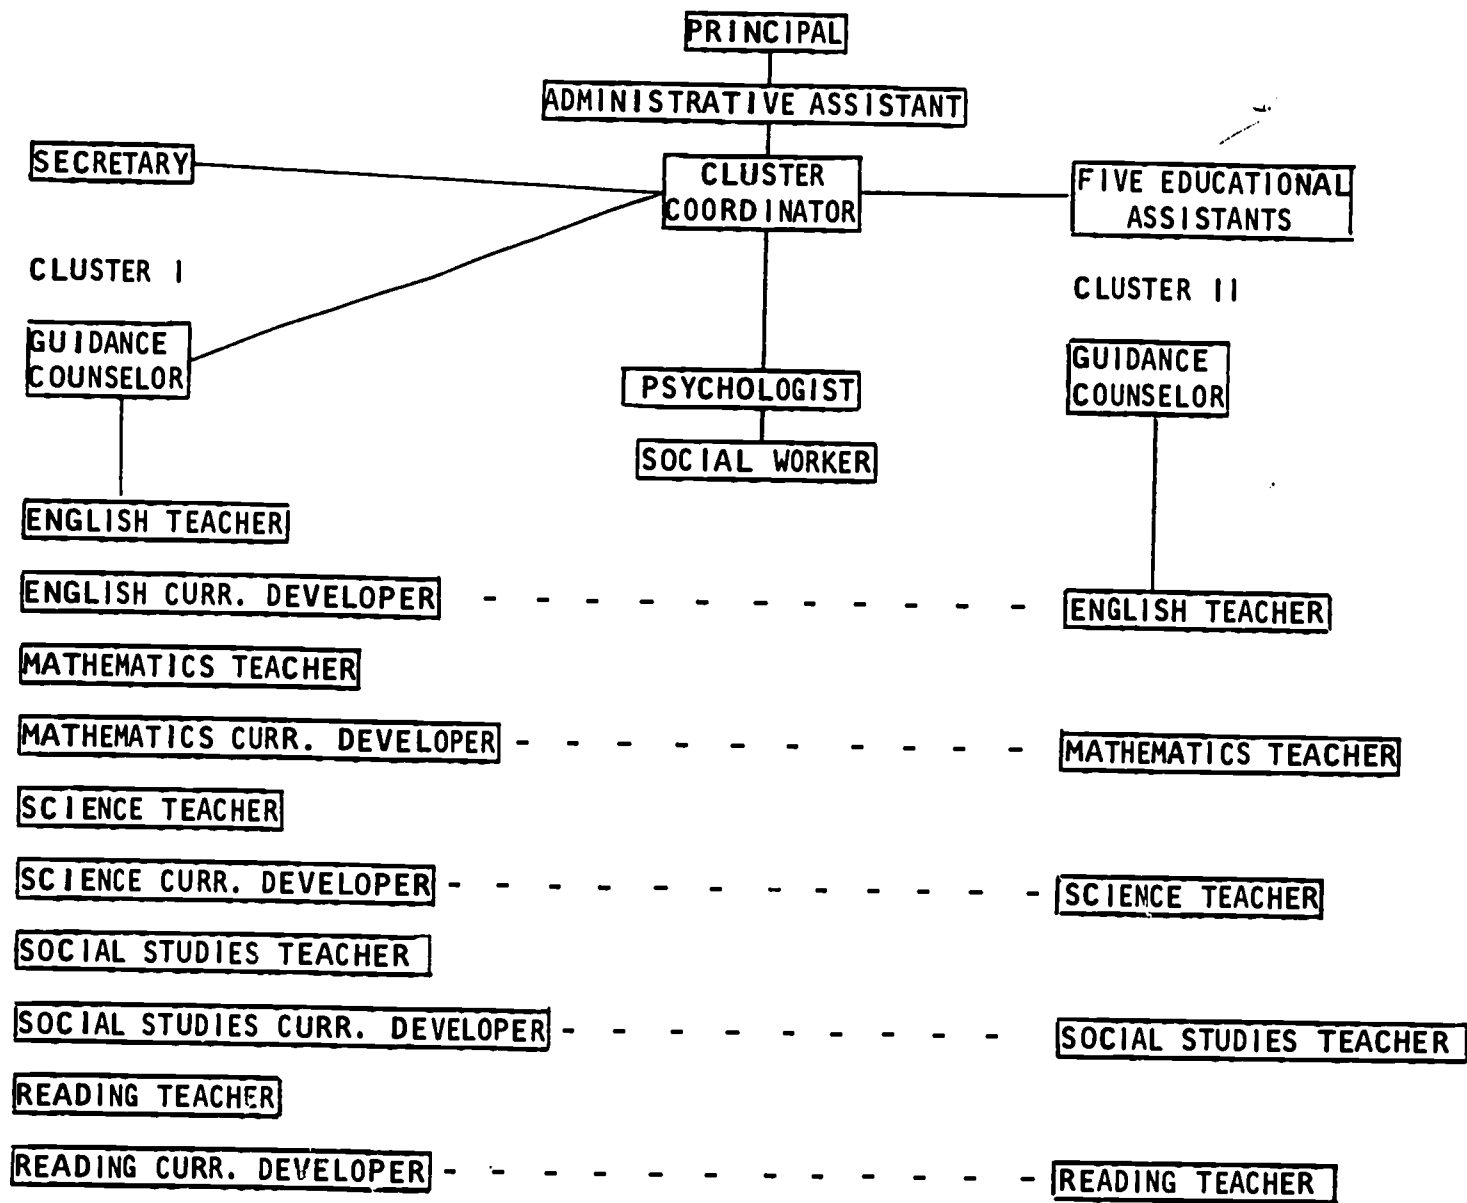 PRINCIPAL
ADMINISTRATIVE ASSISTANT
SECRETARY
CLUSTER
COORDINATOR
FIVE EDUCATIONAL
ASSISTANTS
CLUSTER I
CLUSTER II
GUIDANCE
COUNSELOR
PSYCHOLOGIST
GUIDANCE
COUNSELOR
SOCIAL WORKER
ENGLISH TEACHER
ENGLISH CURR. DEVELOPER
ENGLISH TEACHER
MATHEMATICS TEACHER
MATHEMATICS CURR. DEVELOPER
MATHEMATICS TEACHER
SCIENCE TEACHER
SCIENCE CURR. DEVELOPER
SCIENCE TEACHER
SOCIAL STUDIES TEACHER
SOCIAL STUDIES CURR. DEVELOPER
SOCIAL STUDIES TEACHER
READING TEACHER
READING CURR. DEVELOPER
READING TEACHER